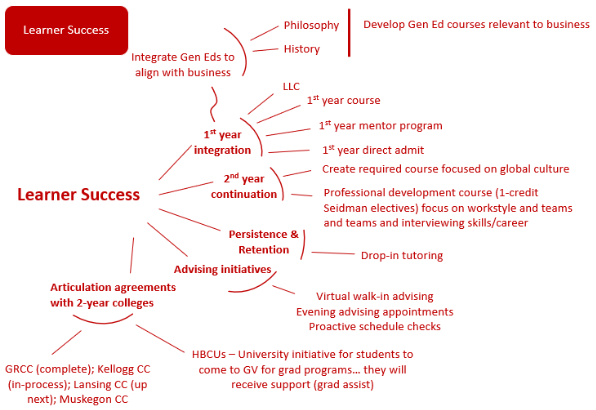 Learner Success
Philosophy
History
Develop Gen Ed courses relevant to business
Integrate Gen Eds to
align with business
LLC
1st year course
1st year mentor program
1st year direct admit
1st year
integration
Learner Success
2nd year
continuation
Create required course focused on global culture
Professional development course (1-credit
Seidman electives) focus on workstyle and teams
and teams and interviewing skills/career
Persistence &
Retention
Drop-in tutoring
Advising initiatives
Virtual walk-in advising
Evening advising appointments
Proactive schedule checks
Articulation agreements
with 2-year colleges
GRCC (complete); Kellogg CC
(in-process); Lansing CC (up
next); Muskegon CC
HBCUs – University initiative for students to
come to GV for grad programs... they will
receive support (grad assist)